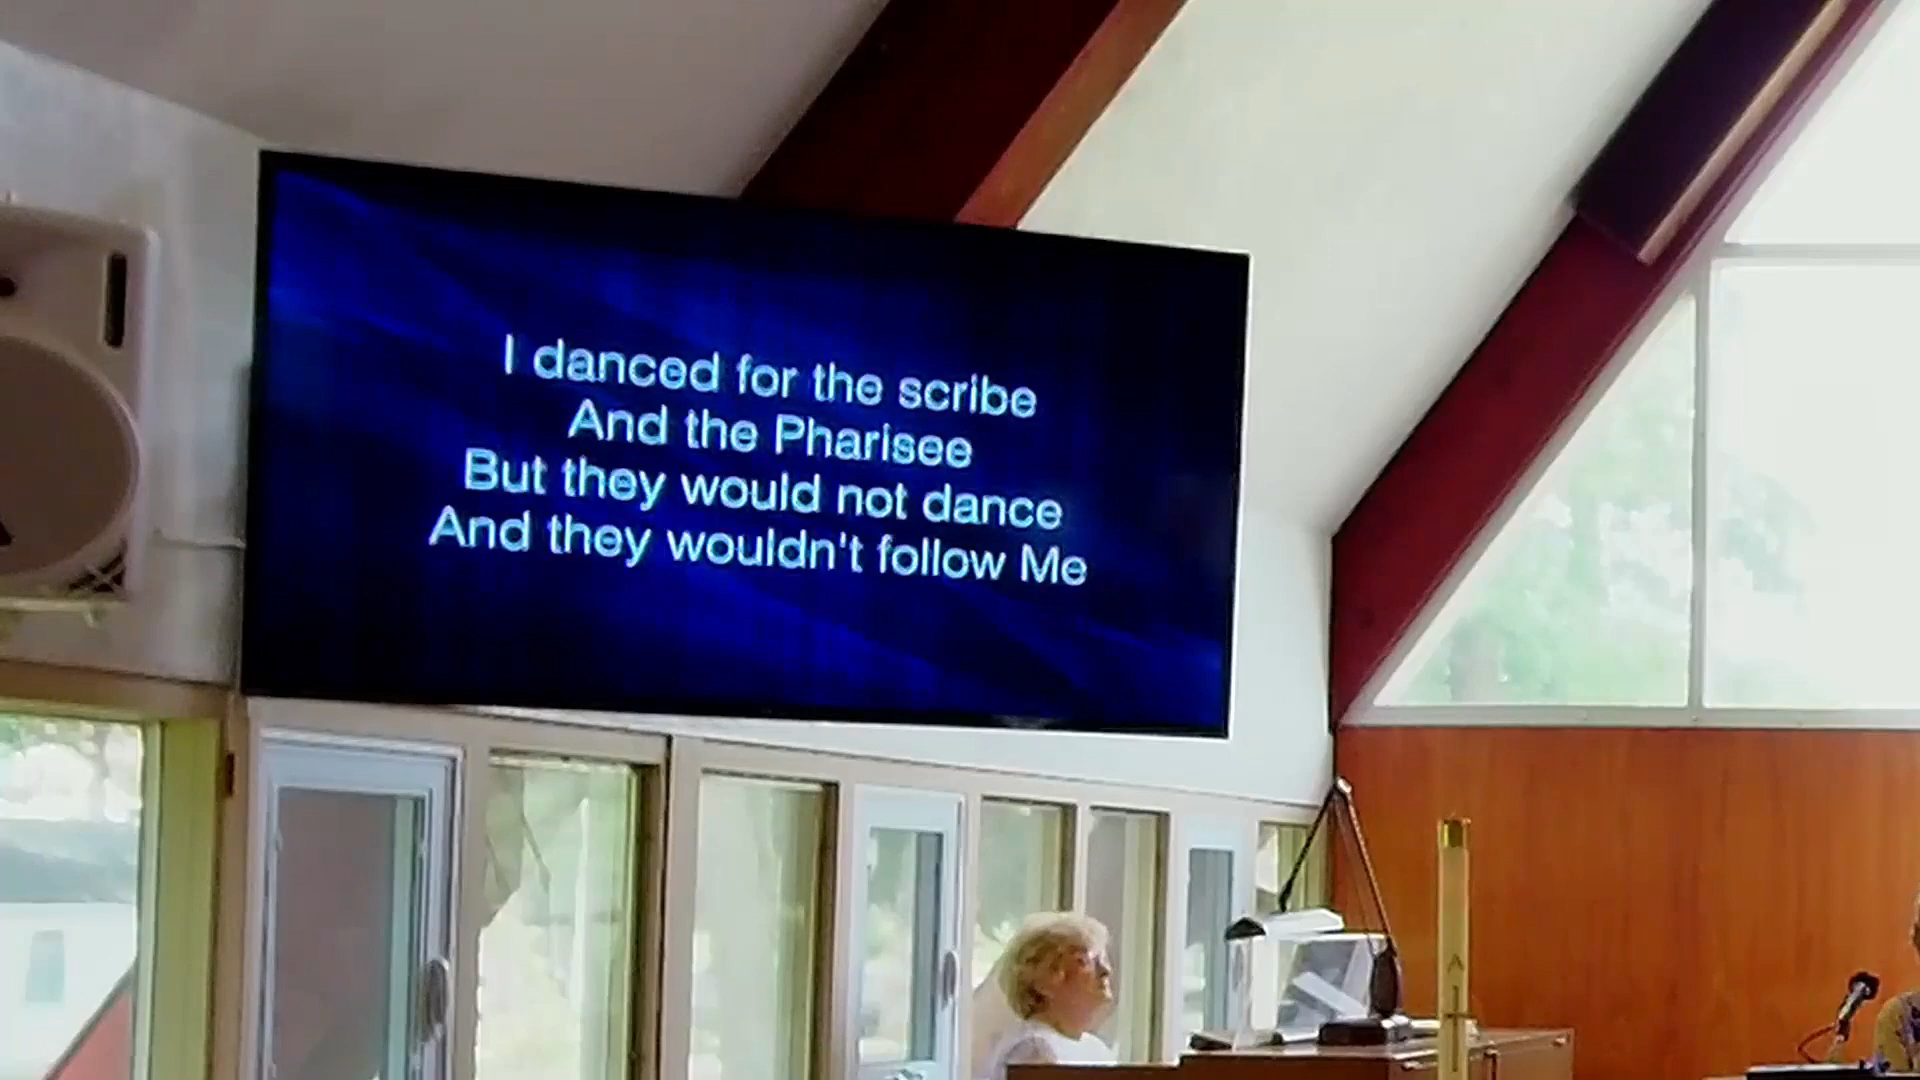 I danced for the scribe
And the Pharisee
But they would not dance
And they wouldn't follow Me